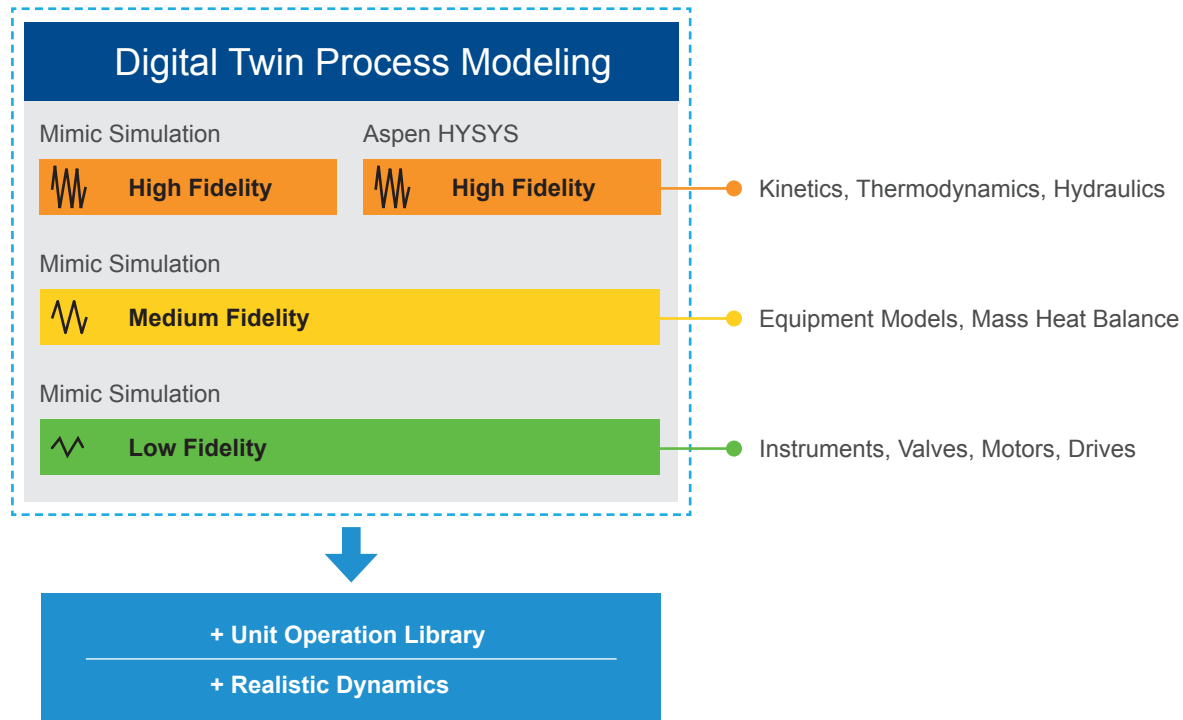 Digital Twin Process Modeling
Mimic Simulation
Aspen HYSYS
High Fidelity
High Fidelity
Kinetics, Thermodynamics, Hydraulics
Mimic Simulation
Medium Fidelity
Equipment Models, Mass Heat Balance
Mimic Simulation
Low Fidelity
Instruments, Valves, Motors, Drives
+ Unit Operation Library
+ Realistic Dynamics